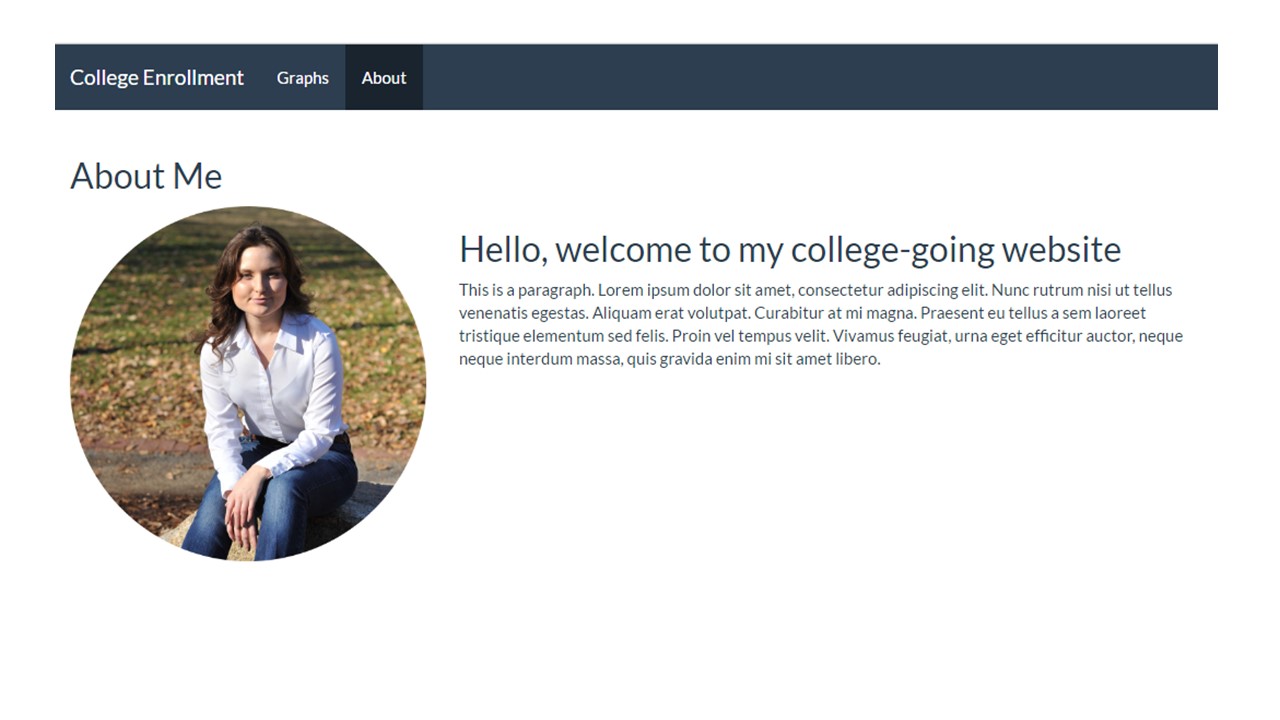 College Enrollment Graphs About
About Me
Hello, welcome to my college-going website
This is a paragraph. Lorem ipsum dolor sit amet, consectetur adipiscing elit. Nunc rutrum nisi ut tellus
venenatis egestas. Aliquam erat volutpat. Curabitur at mi magna. Praesent eu tellus a sem laoreet
tristique elementum sed felis. Proin vel tempus velit. Vivamus feugiat, urna eget efficitur auctor, neque
neque interdum massa, quis gravida enim mi sit amet libero.